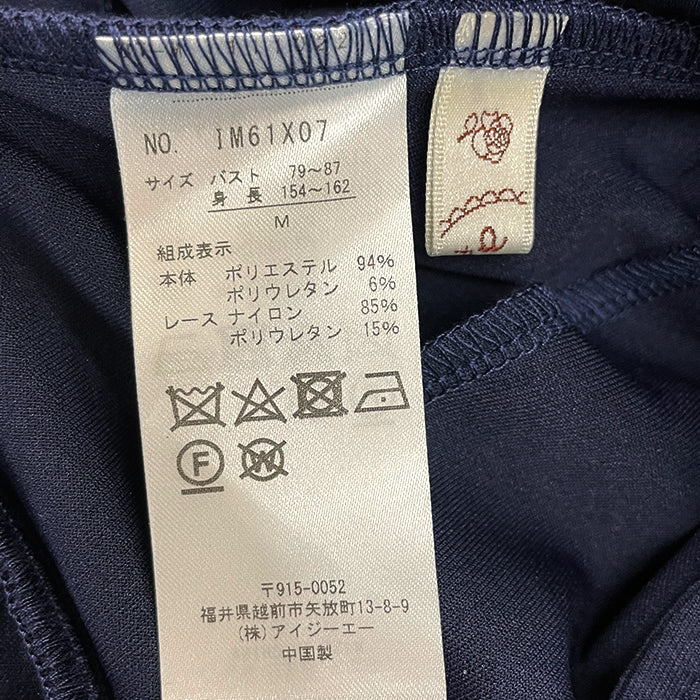 NO. IM61X07
サイズ バスト 79～87
身長 154～162
M
組成表示
本体 ポリエステル 94%
ポリウレタン 6%
レース ナイロン 85%
ポリウレタン 15%
F
W
〒915-0052
福井県越前市矢放町13-8-9
(株)アイジーエー
中国製